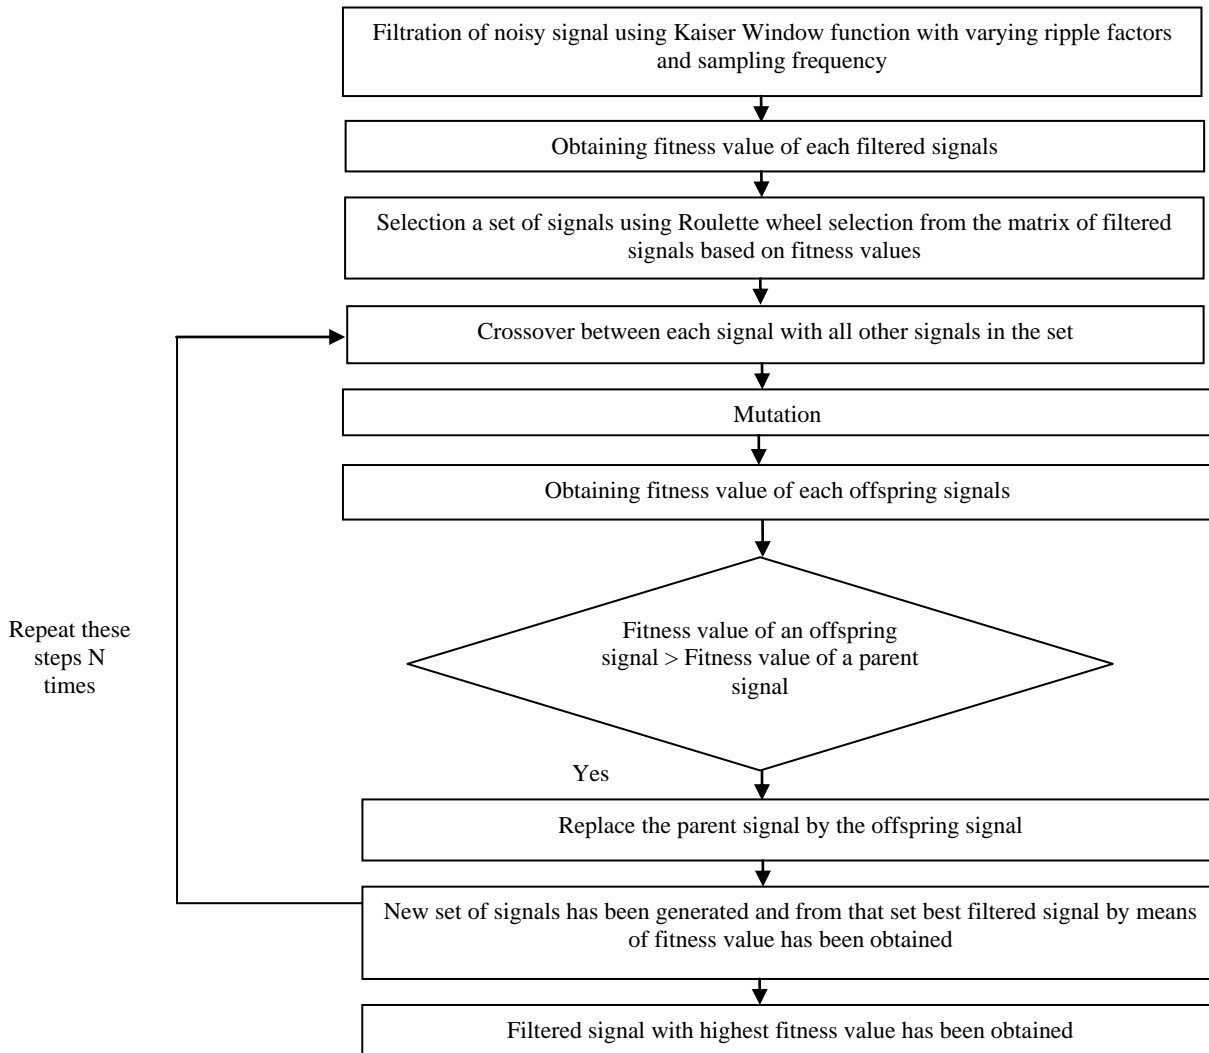 Filtration of noisy signal using Kaiser Window function with varying ripple factors
and sampling frequency
Obtaining fitness value of each filtered signals
Selection a set of signals using Roulette wheel selection from the matrix of filtered
signals based on fitness values
Crossover between each signal with all other signals in the set
Mutation
Obtaining fitness value of each offspring signals
Fitness value of an offspring
signal > Fitness value of a parent
signal
Repeat these
steps N
times
Yes
Replace the parent signal by the offspring signal
New set of signals has been generated and from that set best filtered signal by means
of fitness value has been obtained
Filtered signal with highest fitness value has been obtained